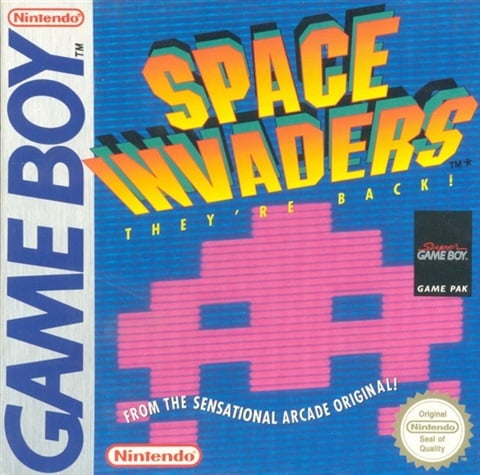 Nintendo
GAME BOY
TM
SPACE
INVADERS
TM*
THEY'RE BACK!
Super
GAME BOY
GAME PAK
FROM THE SENSATIONAL ARCADE ORIGINAL!
Nintendo
Original
Nintendo
Seal of
Quality